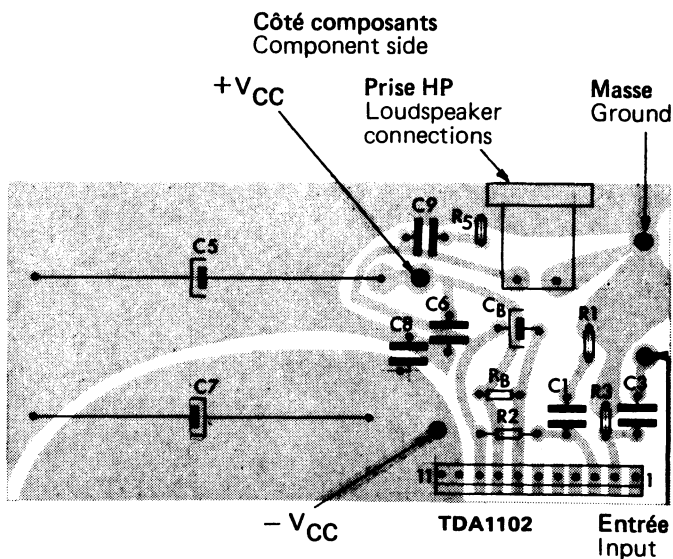 Côté composants
Component side
+VCC
Prise HP
Loudspeaker
connections
Masse
Ground
C9
R5
C5
C6
CB
R1
C8
RB
C1
R3
C3
C7
R2
11
1
− VCC
TDA1102
Entrée
Input